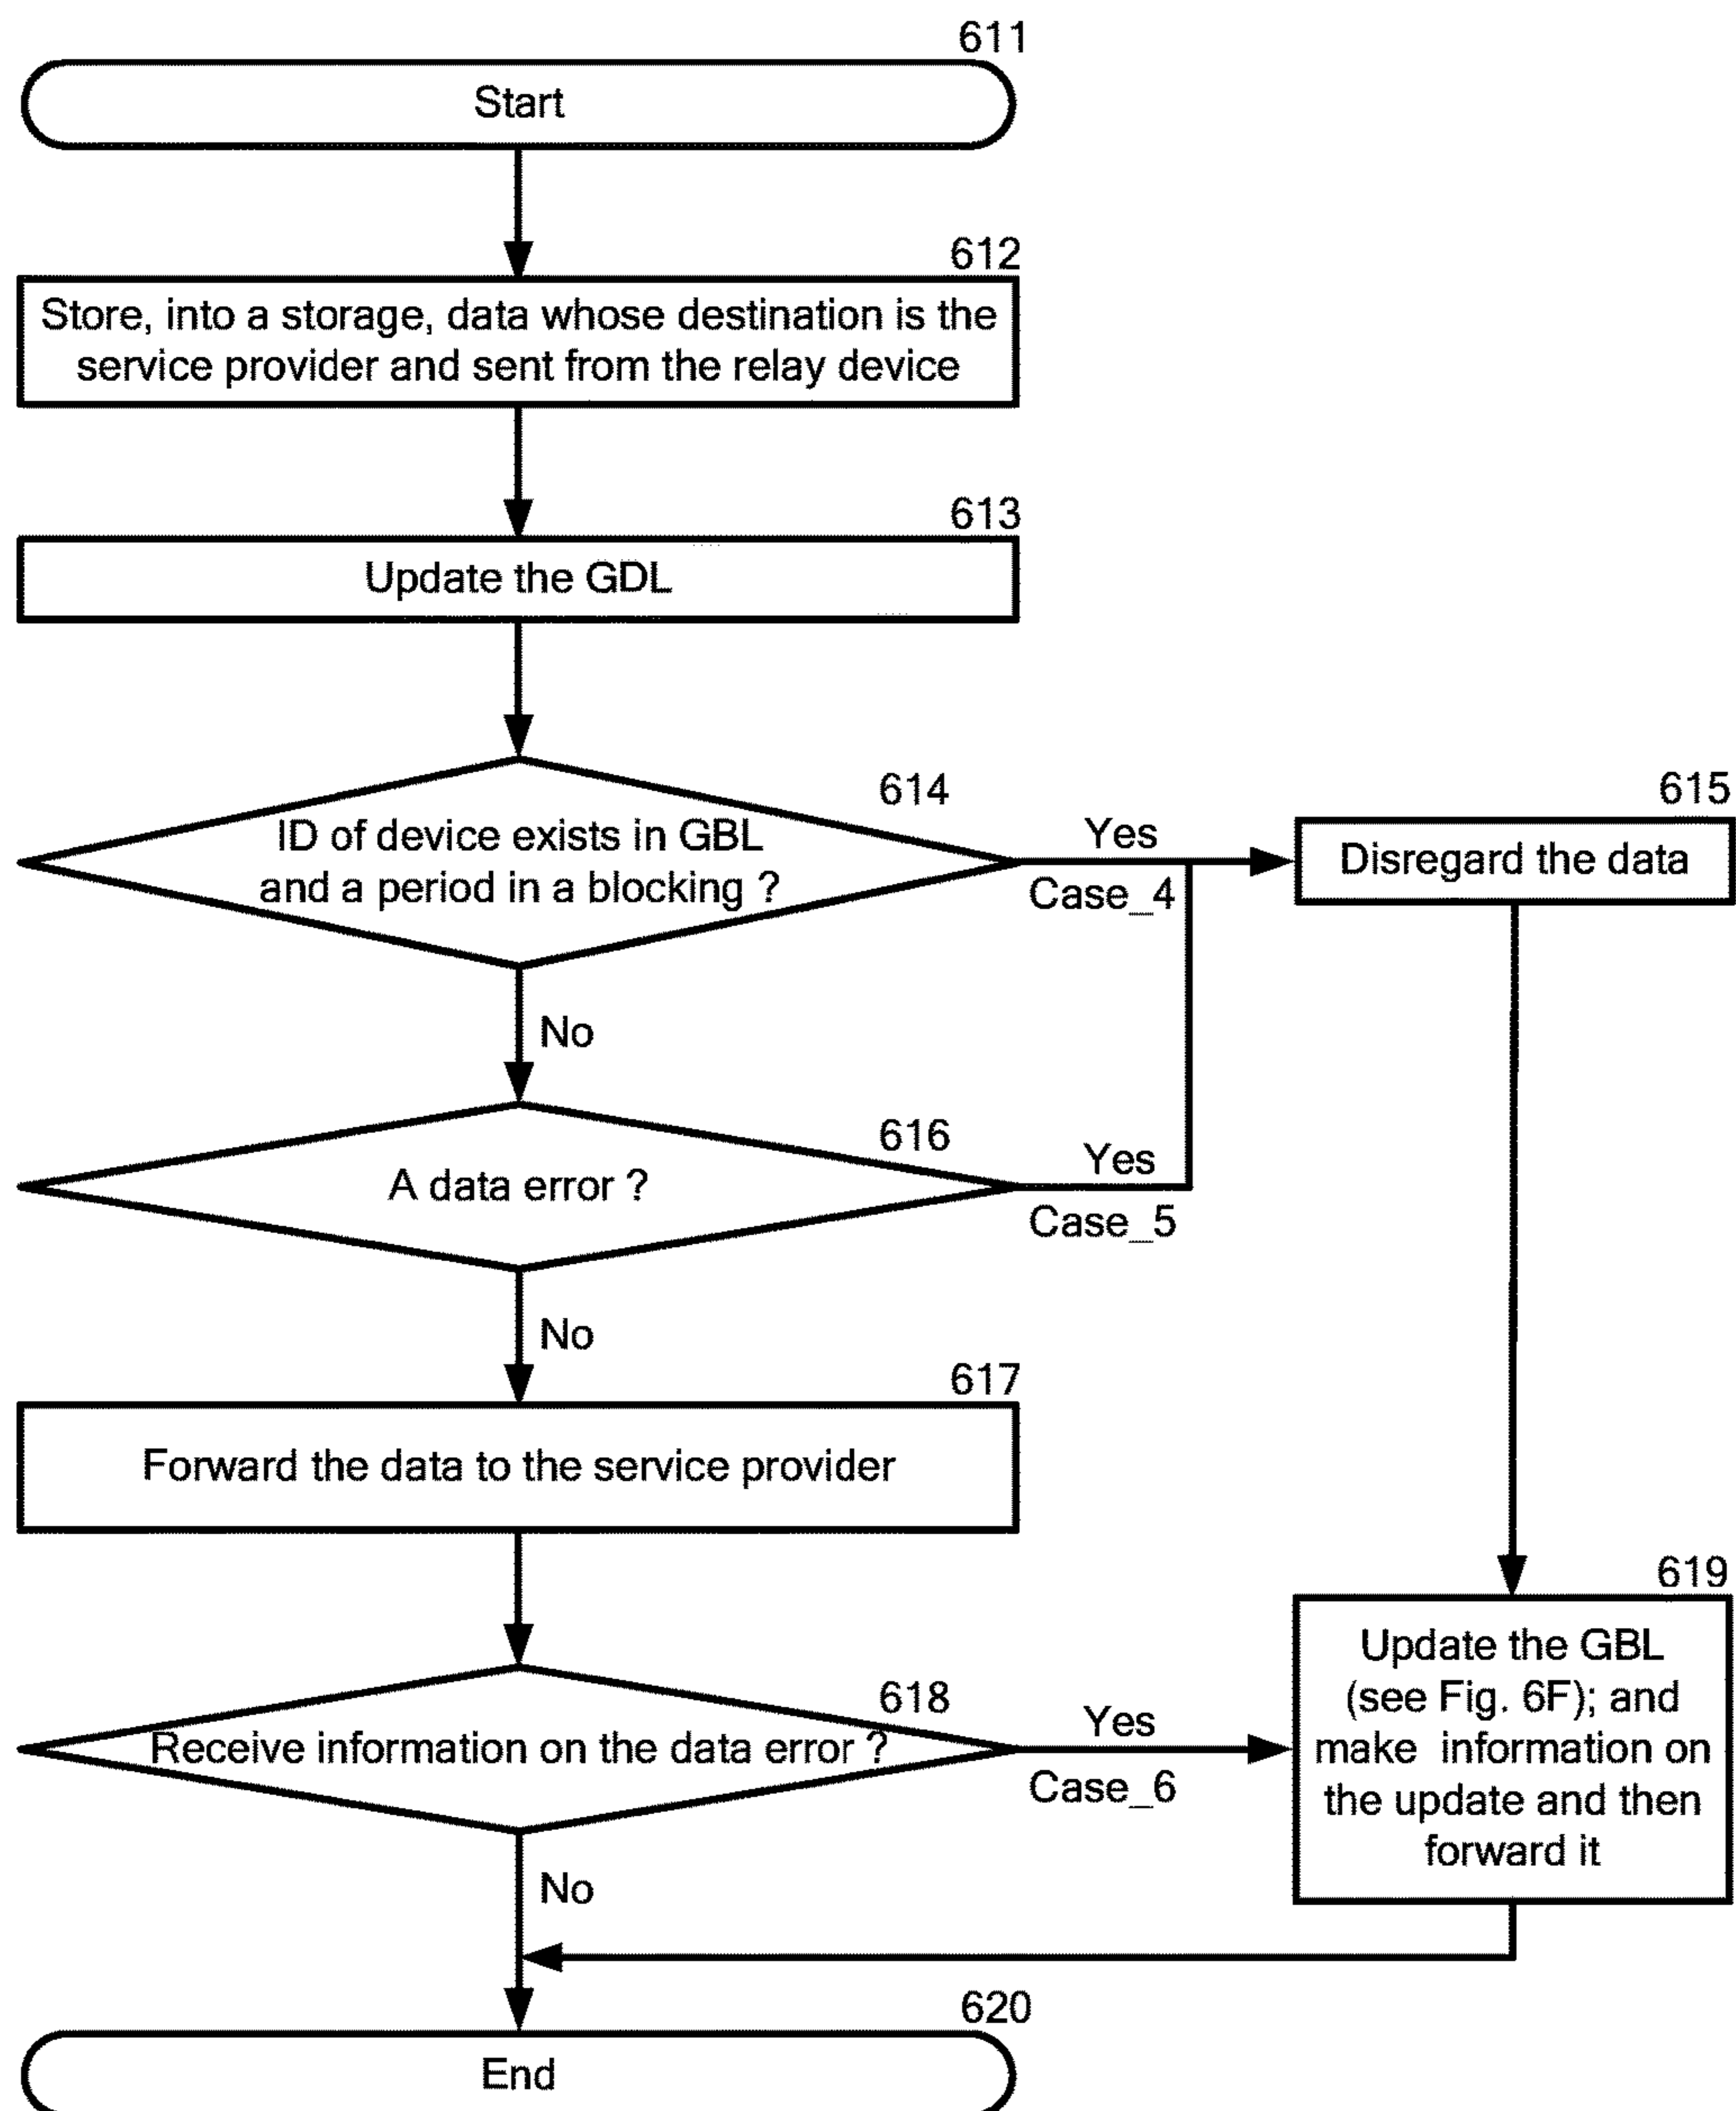 611
Start
612
Store, into a storage, data whose destination is the
service provider and sent from the relay device
613
Update the GDL
614
ID of device exists in GBL
and a period in a blocking ?
Yes
Case_4
615
Disregard the data
No
616
A data error ?
Yes
Case_5
No
617
Forward the data to the service provider
618
Receive information on the data error ?
Yes
Case_6
619
Update the GBL
(see Fig. 6F); and
make information on
the update and then
forward it
No
620
End